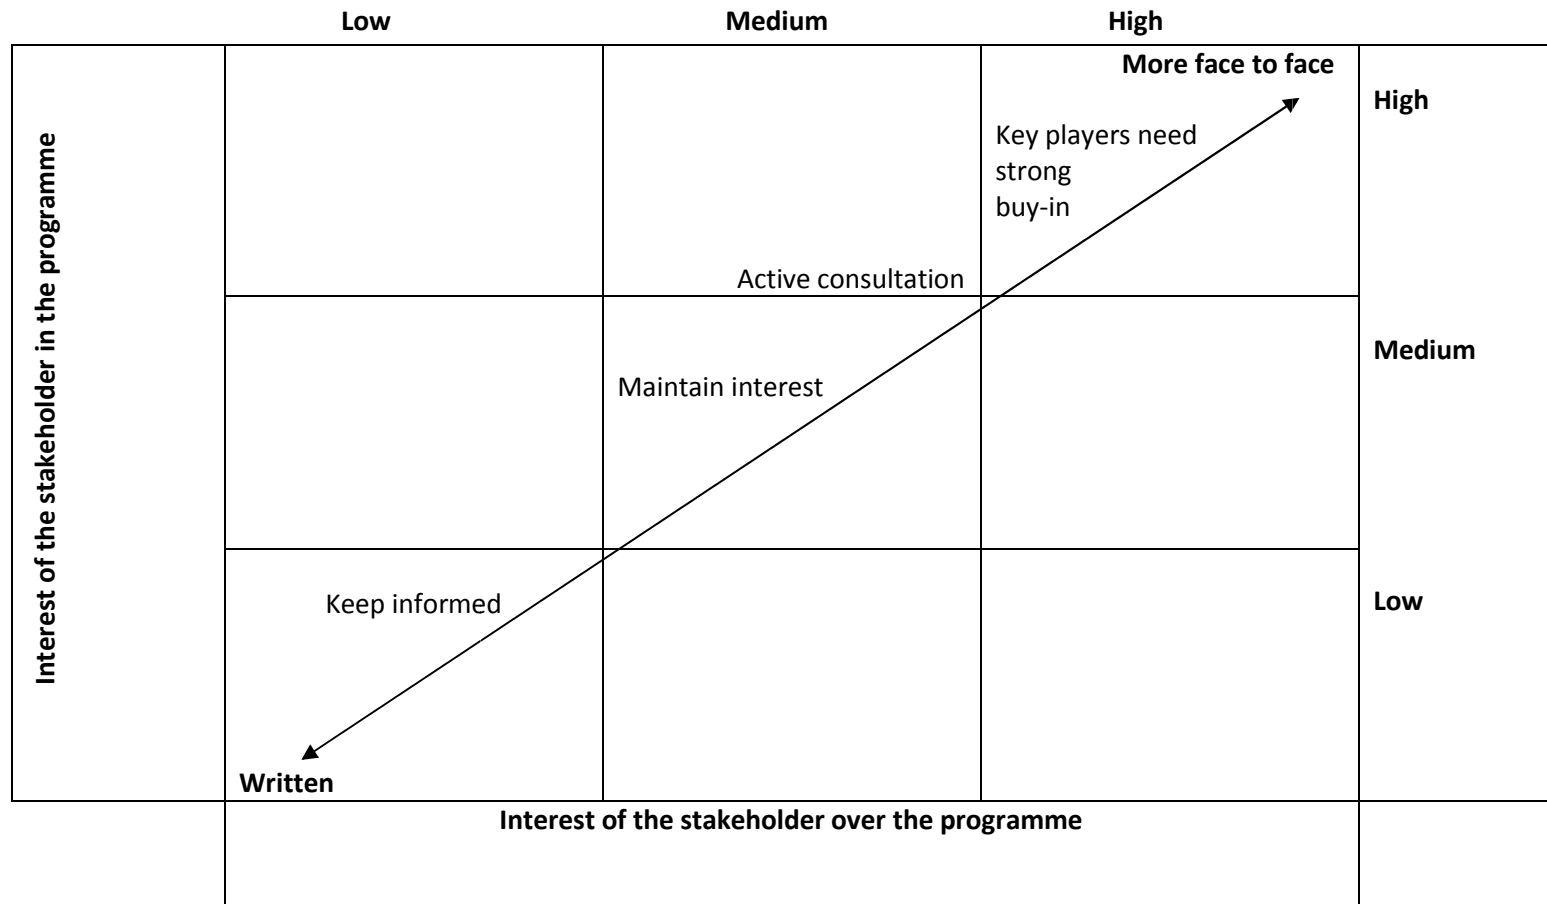 Low Medium High
More face to face
High
Interest of the stakeholder in the programme
Key players need
strong
buy-in
Active consultation
Medium
Maintain interest
Keep informed
Low
Written
Interest of the stakeholder over the programme